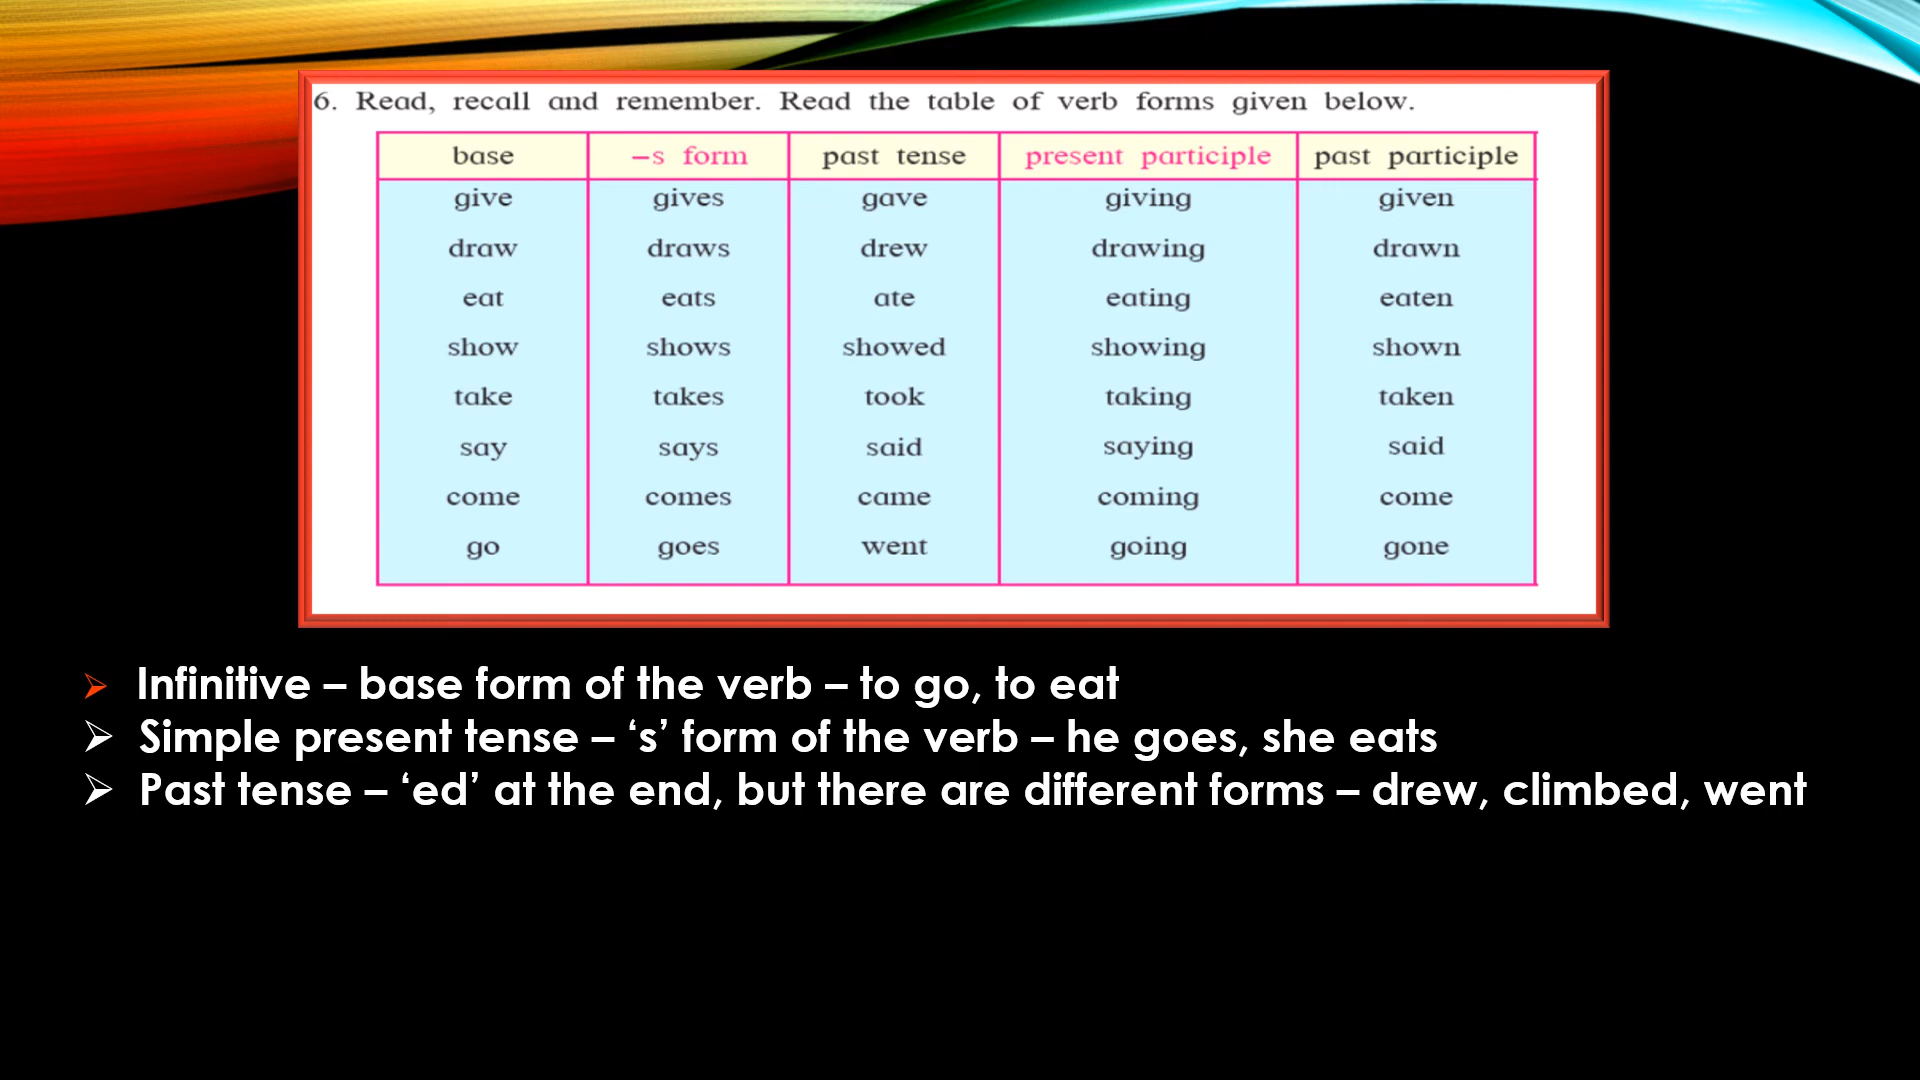 6. Read, recall and remember. Read the table of verb forms given below.
base –s form past tense present participle past participle
give gives gave giving given
draw draws drew drawing drawn
eat eats ate eating eaten
show shows showed showing shown
take takes took taking taken
say says said saying said
come comes came coming come
go goes went going gone
➢ Infinitive – base form of the verb – to go, to eat
➢ Simple present tense – ‘s’ form of the verb – he goes, she eats
➢ Past tense – ‘ed’ at the end, but there are different forms – drew, climbed, went